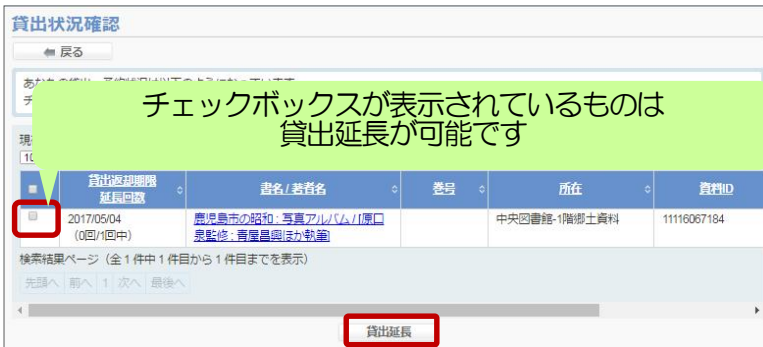 貸出状況確認
戻る
チェックボックスが表示されているものは
貸出延長が可能です
貸出返却期限
延長回数
書名/著者名
巻号
所在
資料ID
2017/05/04
(0回/1回中)
鹿児島市の昭和 : 写真アルバム / [原口
泉監修 ; 青屋昌興ほか執筆]
中央図書館-1階郷土資料
11116067184
検索結果ページ（全１件中１件目から１件目までを表示）
先頭へ 前へ 1 次へ 最後へ
貸出延長